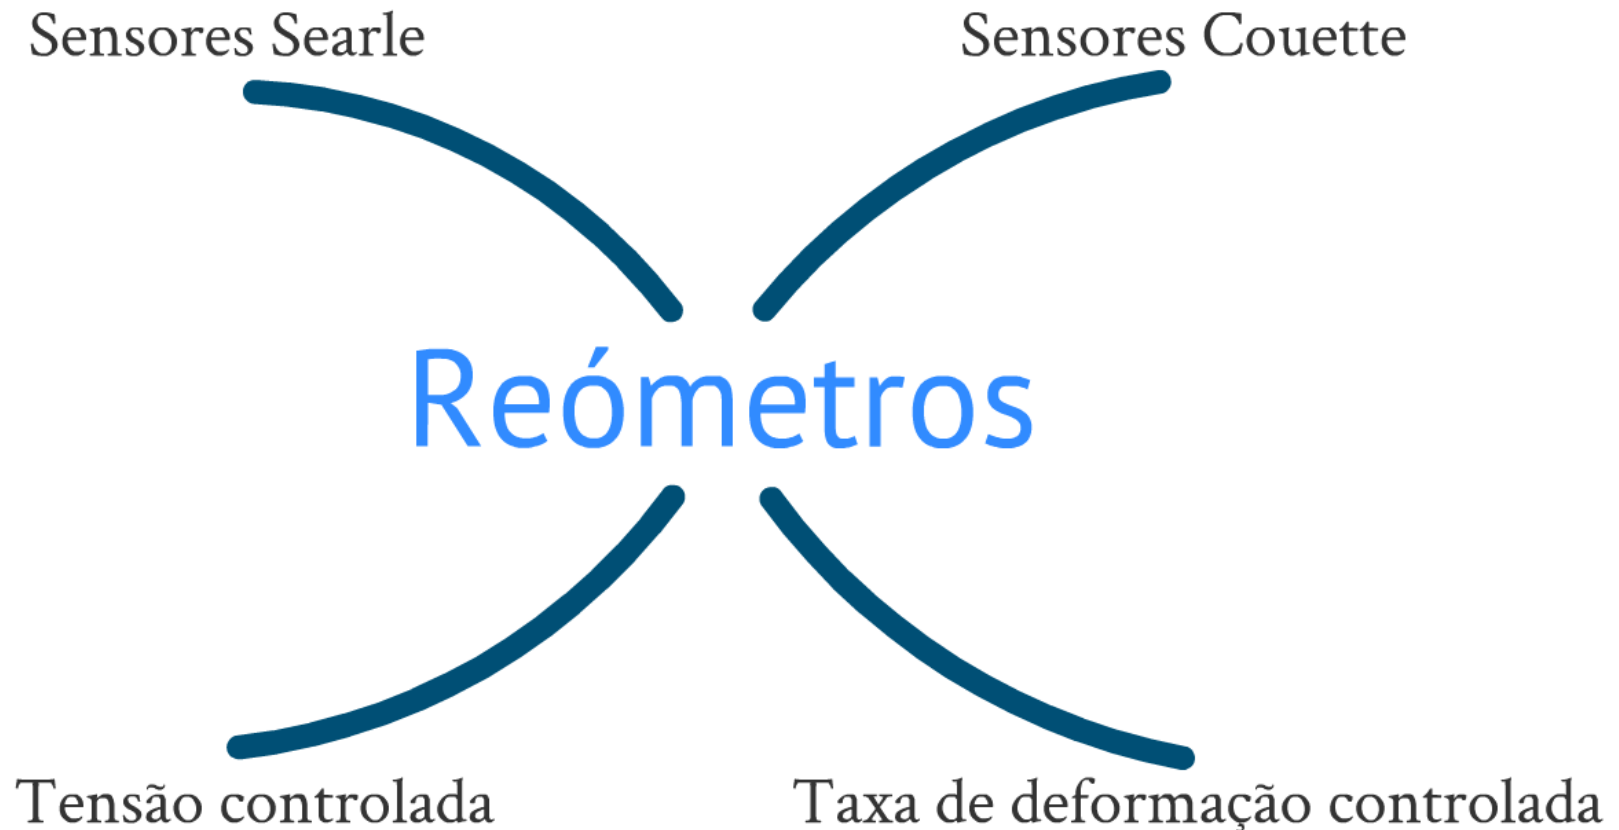 Sensores Searle
Sensores Couette
Reómetros
Tensão controlada
Taxa de deformação controlada